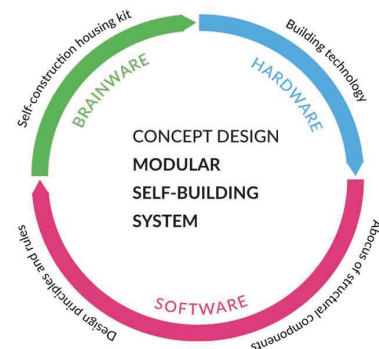 Self-construction housing kit
BRAINWARE
Building technology
HARDWARE
CONCEPT DESIGN
MODULAR
SELF-BUILDING
SYSTEM
Design principles and rules
SOFTWARE
Abocus of structural components